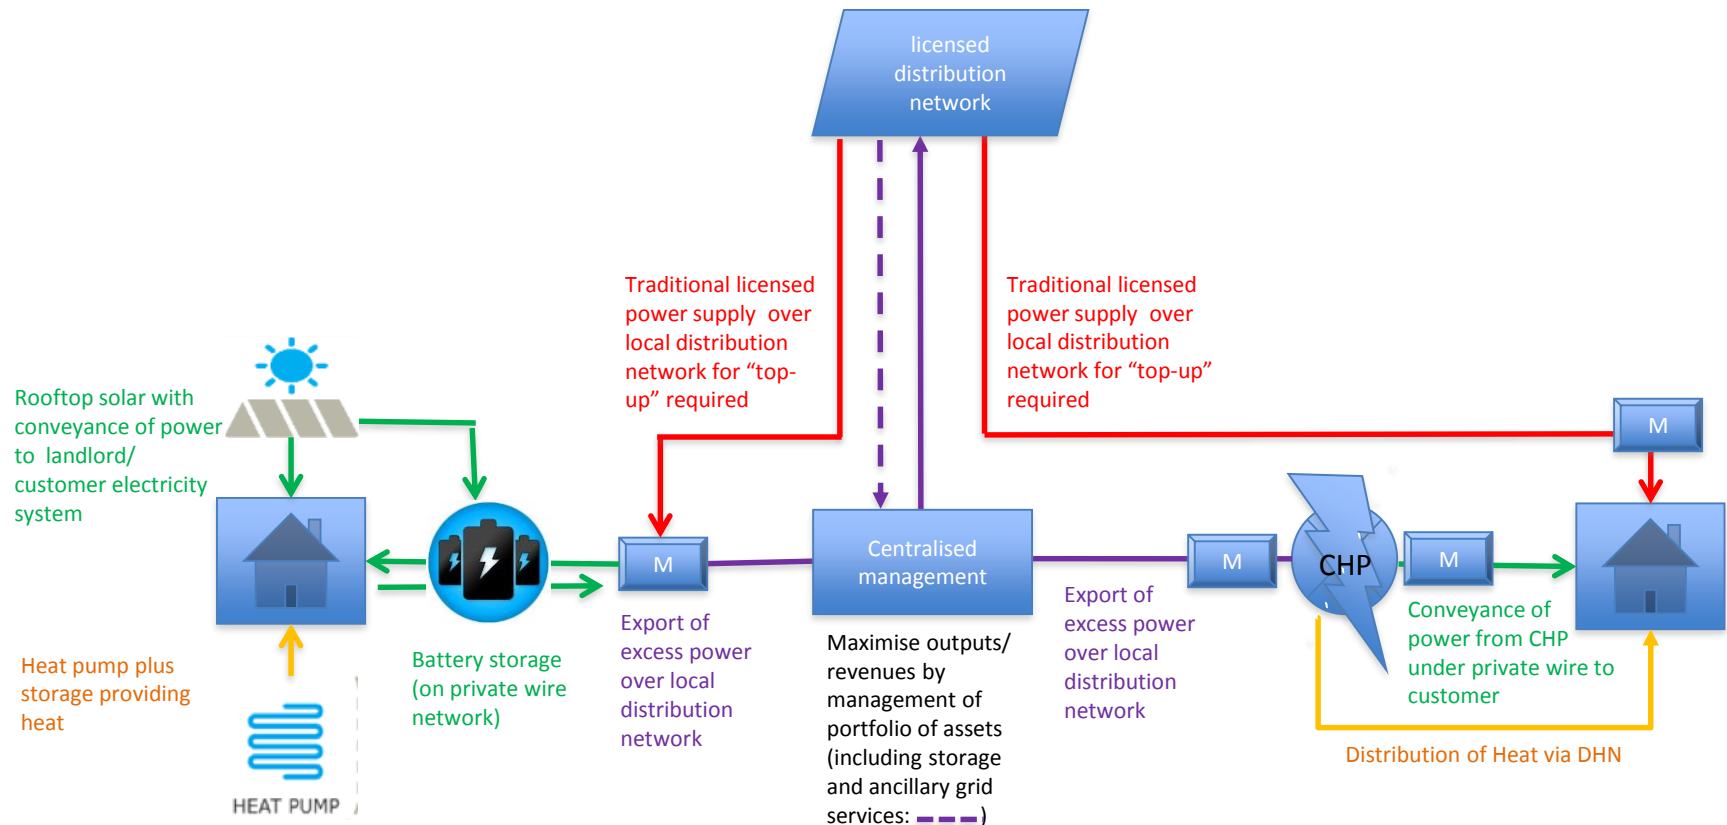 licensed
distribution
network
Traditional licensed
power supply over
local distribution
network for “top-
up” required
Traditional licensed
power supply over
local distribution
network for “top-up”
required
Rooftop solar with
conveyance of power
to landlord/
customer electricity
system
M
M
Centralised
management
M
CHP
M
Heat pump plus
storage providing
heat
Battery storage
(on private wire
network)
Export of
excess power
over local
distribution
network
Maximise outputs/
revenues by
management of
portfolio of assets
(including storage
and ancillary grid
services: )
Export of
excess power
over local
distribution
network
Conveyance of
power from CHP
under private wire to
customer
Distribution of Heat via DHN
HEAT PUMP